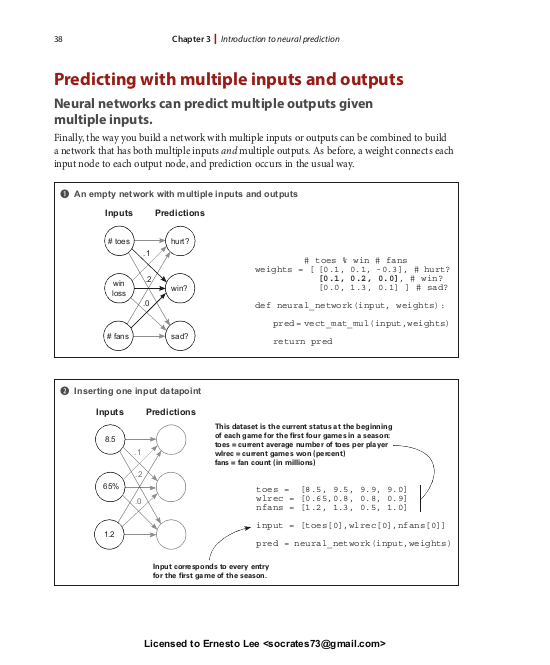 38
Chapter 3 | Introduction to neural prediction
Predicting with multiple inputs and outputs
Neural networks can predict multiple outputs given
multiple inputs.
Finally, the way you build a network with multiple inputs or outputs can be combined to build
a network that has both multiple inputs and multiple outputs. As before, a weight connects each
input node to each output node, and prediction occurs in the usual way.
1 An empty network with multiple inputs and outputs
Inputs Predictions
# toes
hurt?
.1
win
loss
.2
win?
.0
# fans
sad?
# toes % win # fans
weights = [ [0.1, 0.1, -0.3], # hurt?
[0.1, 0.2, 0.0], # win?
[0.0, 1.3, 0.1] ] # sad?
def neural_network(input, weights):
pred = vect_mat_mul(input,weights)
return pred
2 Inserting one input datapoint
Inputs Predictions
8.5
.1
65%
.2
.0
1.2
This dataset is the current status at the beginning
of each game for the first four games in a season:
toes = current average number of toes per player
wlrec = current games won (percent)
fans = fan count (in millions)
toes = [8.5, 9.5, 9.9, 9.0]
wlrec = [0.65,0.8, 0.8, 0.9]
nfans = [1.2, 1.3, 0.5, 1.0]
input = [toes[0],wlrec[0],nfans[0]]
pred = neural_network(input,weights)
Input corresponds to every entry
for the first game of the season.
Licensed to Ernesto Lee <socrates73@gmail.com>